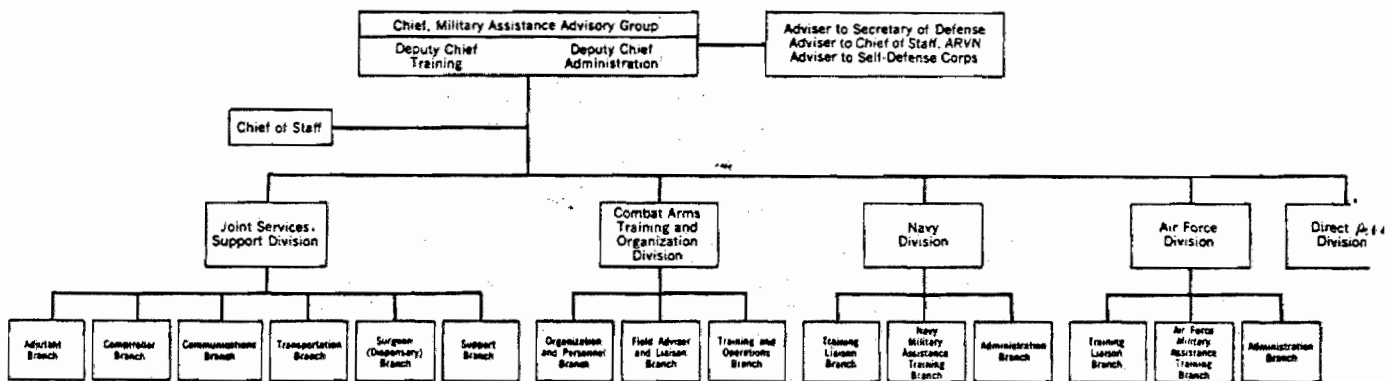 Chief, Military Assistance Advisory Group
Deputy Chief
Training
Deputy Chief
Administration
Adviser to Secretary of Defense
Adviser to Chief of Staff, ARVN
Adviser to Self-Defense Corps
Chief of Staff
Joint Services
Support Division
Combat Arms
Training and
Organization
Division
Navy
Division
Air Force
Division
Direct
Division
Adjutant
Branch
Comptroller
Branch
Communications
Branch
Transportation
Branch
Surgeon
(Dispensary)
Branch
Support
Branch
Organization
and Personnel
Branch
Field Adviser
and Liaison
Branch
Training and
Operations
Branch
Training
Liaison
Branch
Navy
Military
Assistance
Training
Branch
Administration
Branch
Training
Liaison
Branch
Air Force
Military
Assistance
Training
Branch
Administration
Branch